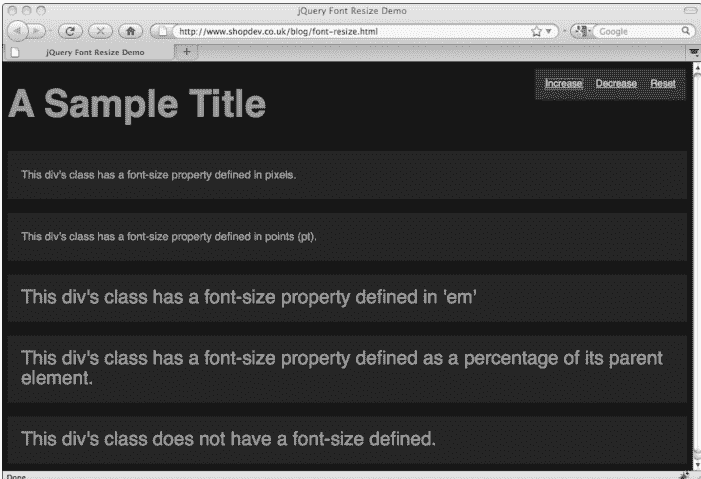 jQuery Font Resize Demo
http://www.shopdev.co.uk/blog/font-resize.html
Google
jQuery Font Resize Demo
Increase Decrease Reset
A Sample Title
This div's class has a font-size property defined in pixels.
This div's class has a font-size property defined in points (pt).
This div's class has a font-size property defined in 'em'
This div's class has a font-size property defined as a percentage of its parent
element.
This div's class does not have a font-size defined.
Done